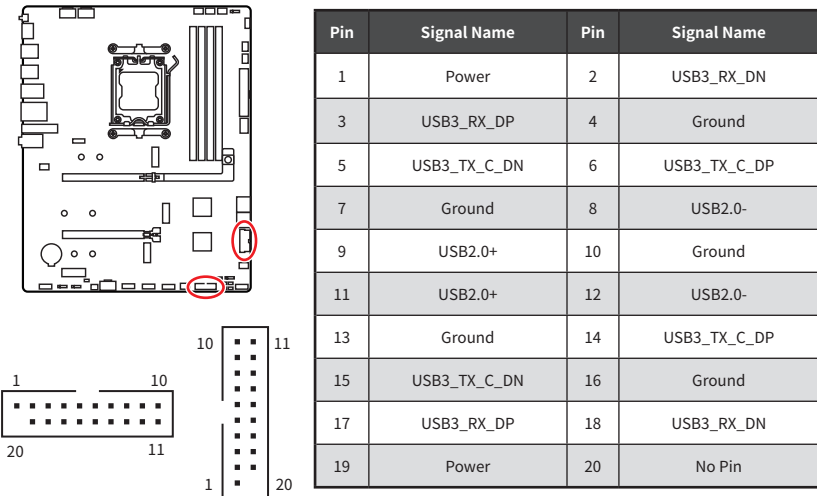 Pin Signal Name Pin Signal Name
1 Power 2 USB3_RX_DN
3 USB3_RX_DP 4 Ground
5 USB3_TX_C_DN 6 USB3_TX_C_DP
7 Ground 8 USB2.0-
9 USB2.0+ 10 Ground
11 USB2.0+ 12 USB2.0-
13 Ground 14 USB3_TX_C_DP
15 USB3_TX_C_DN 16 Ground
17 USB3_RX_DP 18 USB3_RX_DN
19 Power 20 No Pin
1 10
20 11
10 11
1 20